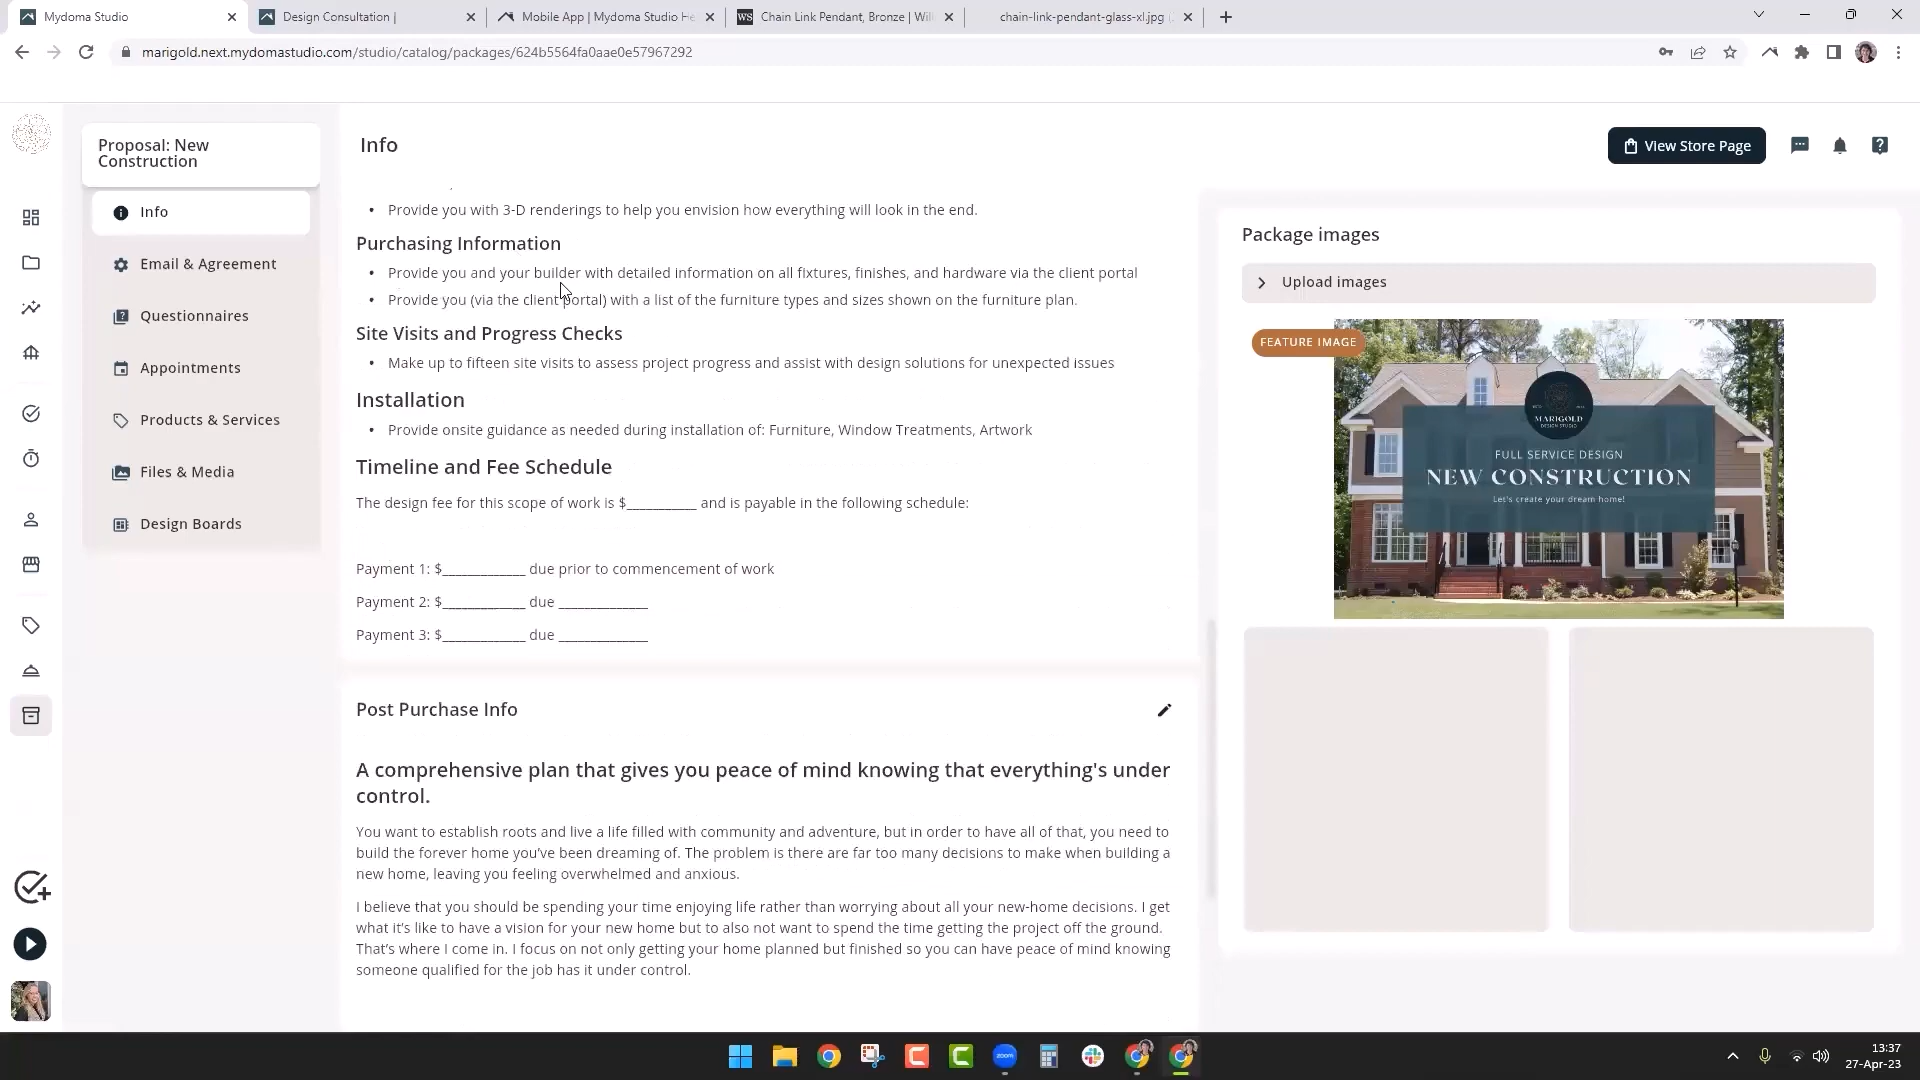 Mydoma Studio
Design Consultation |
Mobile App | Mydoma Studio He
WS
Chain Link Pendant, Bronze | Willi
chain-link-pendant-glass-xl.jpg
marigold.next.mydomastudio.com/studio/catalog/packages/624b5564fa0aae0e57967292
Proposal: New
Construction
Info
Email & Agreement
Questionnaires
Appointments
Products & Services
Files & Media
Design Boards
Info
View Store Page
• Provide you with 3-D renderings to help you envision how everything will look in the end.
Purchasing Information
• Provide you and your builder with detailed information on all fixtures, finishes, and hardware via the client portal
• Provide you (via the client portal) with a list of the furniture types and sizes shown on the furniture plan.
Site Visits and Progress Checks
• Make up to fifteen site visits to assess project progress and assist with design solutions for unexpected issues
Installation
• Provide onsite guidance as needed during installation of: Furniture, Window Treatments, Artwork
Timeline and Fee Schedule
The design fee for this scope of work is $__________ and is payable in the following schedule:
Payment 1: $____________ due prior to commencement of work
Payment 2: $____________ due _____________
Payment 3: $____________ due _____________
Post Purchase Info
A comprehensive plan that gives you peace of mind knowing that everything's under
control.
You want to establish roots and live a life filled with community and adventure, but in order to have all of that, you need to
build the forever home you’ve been dreaming of. The problem is there are far too many decisions to make when building a
new home, leaving you feeling overwhelmed and anxious.
I believe that you should be spending your time enjoying life rather than worrying about all your new-home decisions. I get
what it’s like to have a vision for your new home but to also not want to spend the time getting the project off the ground.
That’s where I come in. I focus on not only getting your home planned but finished so you can have peace of mind knowing
someone qualified for the job has it under control.
Package images
Upload images
FEATURE IMAGE
MARIGOLD
DESIGN STUDIO
FULL SERVICE DESIGN
NEW CONSTRUCTION
Let's create your dream home!
zoom
13:37
27-Apr-23